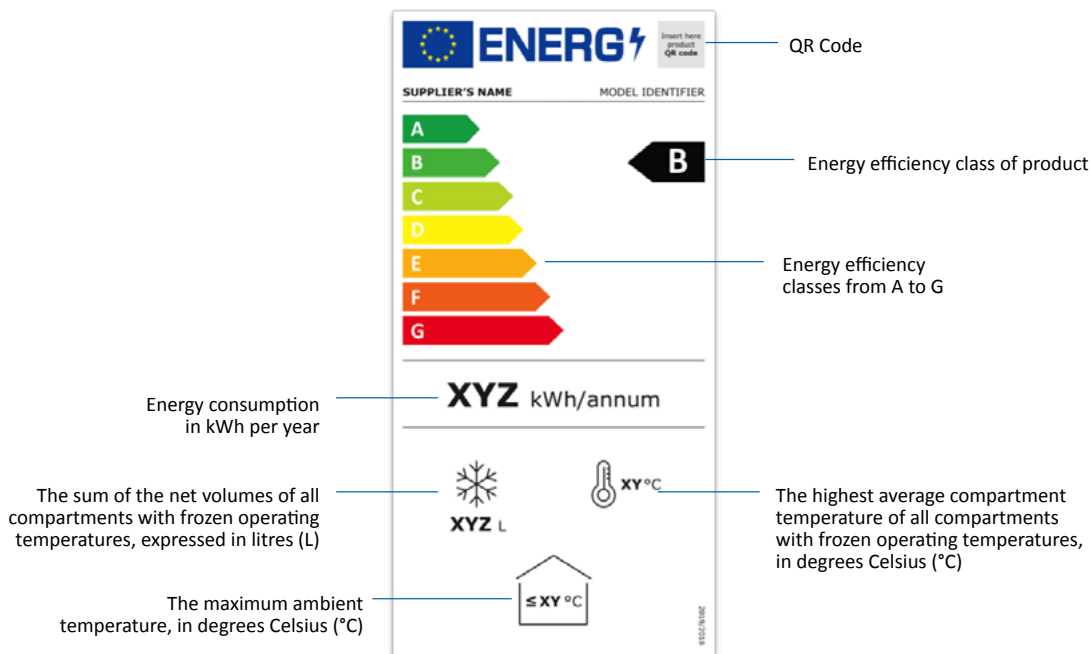 ENERG
Insert here
product
QR code
QR Code
SUPPLIER'S NAME
MODEL IDENTIFIER
A
B
C
D
E
F
G
B
Energy efficiency class of product
Energy efficiency
classes from A to G
XYZ kWh/annum
Energy consumption
in kWh per year
XYZ L
The sum of the net volumes of all
compartments with frozen operating
temperatures, expressed in litres (L)
XY °C
The highest average compartment
temperature of all compartments
with frozen operating temperatures,
in degrees Celsius (°C)
≤ XY °C
The maximum ambient
temperature, in degrees Celsius (°C)
2019/2018